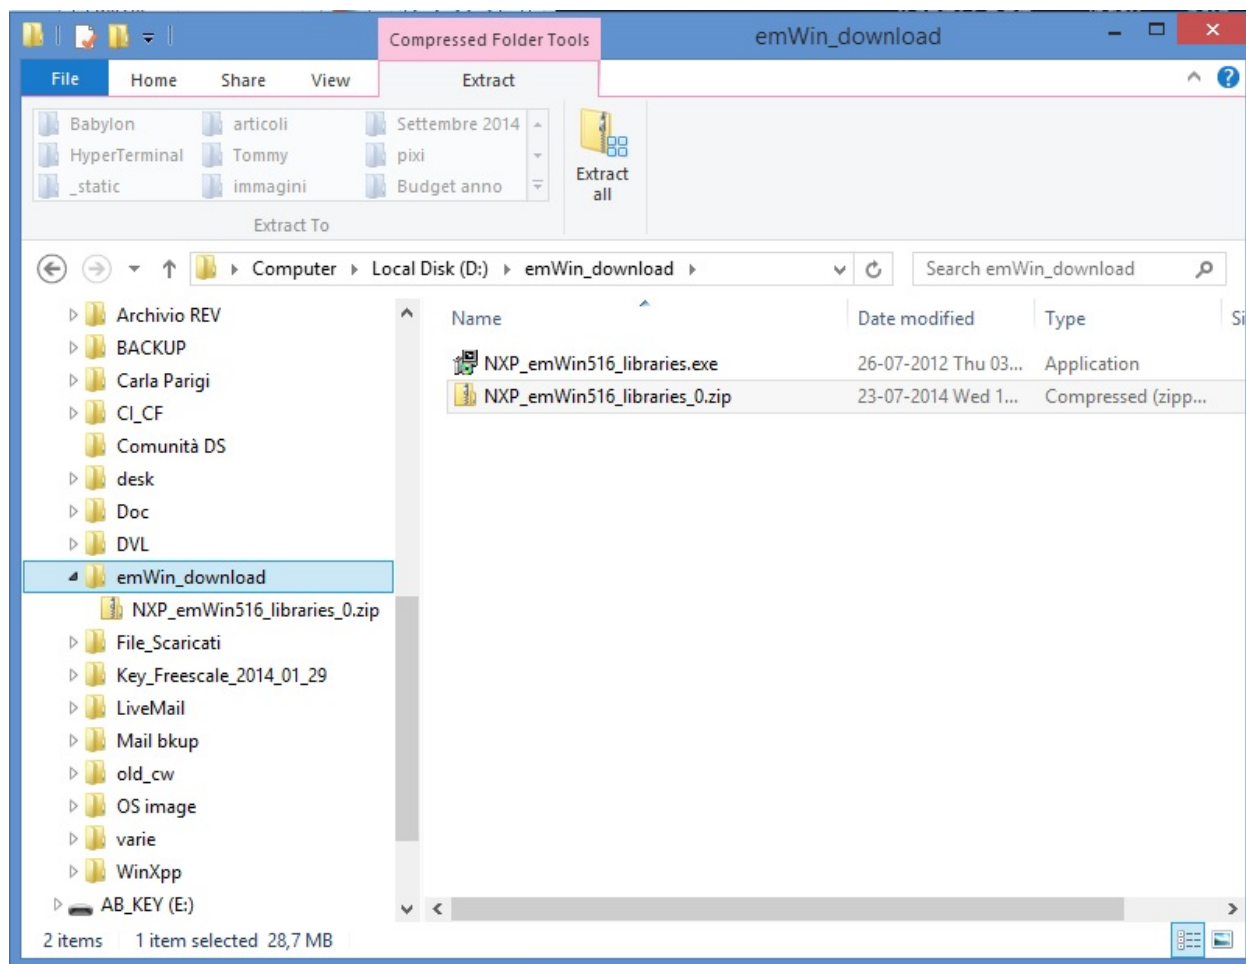 Compressed Folder Tools
emWin_download
File Home Share View Extract
Babylon articoli Settembre 2014
HyperTerminal Tommy pixi
_static immagini Budget anno
Extract all
Extract To
Computer Local Disk (D:) emWin_download Search emWin_download
Name Date modified Type Si
NXP_emWin516_libraries.exe 26-07-2012 Thu 03... Application
NXP_emWin516_libraries_0.zip 23-07-2014 Wed 1... Compressed (zipp...
Archivio REV
BACKUP
Carla Parigi
CI_CF
Comunità DS
desk
Doc
DVL
emWin_download
NXP_emWin516_libraries_0.zip
File_Scaricati
Key_Freescale_2014_01_29
LiveMail
Mail bkup
old_cw
OS image
varie
WinXpp
AB_KEY (E:)
2 items 1 item selected 28,7 MB